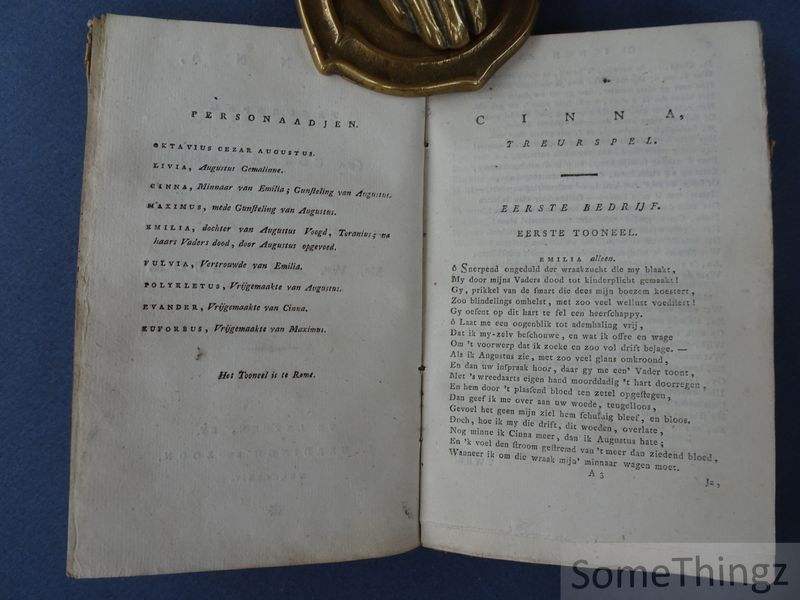 PERSONAADJEN.
OKTAVIUS CEZAR AUGUSTUS.
LIVIA, Augustus Gemalinne.
CINNA, Minnaar van Emilia; Gunsteling van Augustus.
MAXIMUS, mede Gunsteling van Augustus.
EMILIA, dochter van Augustus Voogd, Toranius; na
haars Vaders dood, door Augustus opgevoed.
FULVIA, Vertrouwde van Emilia.
POLYKLETUS, Vrijgemaakte van Augustus.
EVANDER, Vrijgemaakte van Cinna.
EUFORBUS, Vrijgemaakte van Maximus.
Het Tooneel is te Rome.
CINNA,
TREURSPEL.
EERSTE BEDRIJF.
EERSTE TOONEEL.
EMILIA alleen.
ô Snerpend ongeduld der wraakzucht die my blaakt,
My door mijns Vaders dood tot kinderplicht gemaakt!
Gy, prikkel van de smart die dees mijn boezem koestert,
Zoo blindelings omhelst, met zoo veel wellust voedstert!
Gy oefent op dit hart te fel een heerschappy.
ô Laat me een oogenblik tot ademhaling vrij,
Dat ik my-zelv beschouwe, en wat ik offre en wage
Om 't voorwerp dat ik zoeke en zoo vol drift bejage. —
Als ik Augustus zie, met zoo veel glans omkroond,
En dan uw inspraak hoor, daar gy me een' Vader toont,
Met 's wreedaarts eigen hand moorddadig 't hart doorregen,
En hem door 't plassend bloed ten zetel opgestegen,
Dan geef ik me over aan uw woede, teugelloos,
Gevoel het geen mijn ziel hem schuldig bleef, en bloos.
Doch, hoe ik my die drift, dit woeden, overlate,
Nog minne ik Cinna meer, dan ik Augustus hate;
En 'k voel den stroom gestremd van 't meer dan ziedend bloed,
Wanneer ik om die wraak mijn' minnaar wagen moet.
A 3
Ja,
SomeThingz